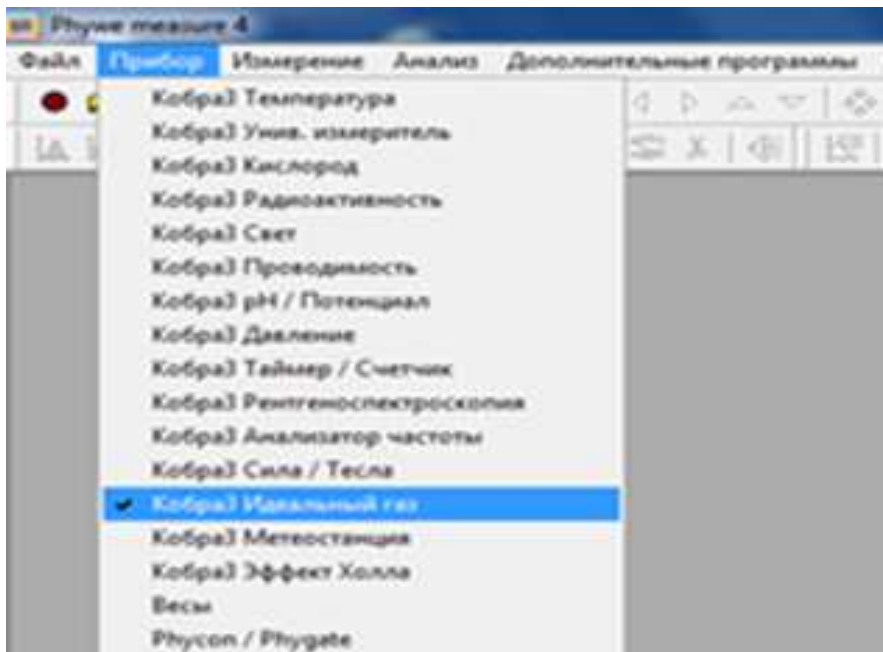 Phywe measure 4
Файл Прибор Измерение Анализ Дополнительные программы
Кобра3 Температура
Кобра3 Унив. измеритель
Кобра3 Кислород
Кобра3 Радиоактивность
Кобра3 Свет
Кобра3 Проводимость
Кобра3 pH / Потенциал
Кобра3 Давление
Кобра3 Таймер / Счетчик
Кобра3 Рентгеноспектроскопия
Кобра3 Анализатор частоты
Кобра3 Сила / Тесла
Кобра3 Идеальный газ
Кобра3 Метеостанция
Кобра3 Эффект Холла
Весы
Phycon / Phygate